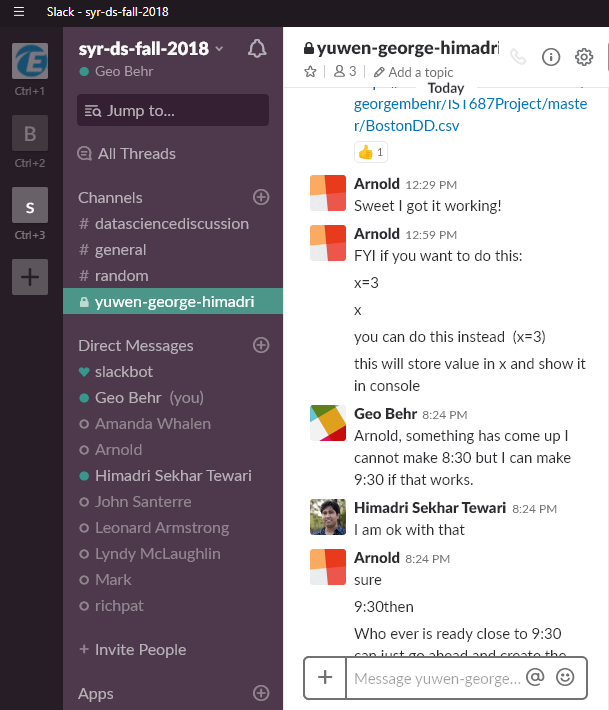 Slack - syr-ds-fall-2018
Ctrl+1
B
Ctrl+2
S
Ctrl+3
syr-ds-fall-2018
Geo Behr
Jump to...
All Threads
Channels
# datasciencediscussion
# general
# random
yuwen-george-himadri
Direct Messages
slackbot
Geo Behr (you)
Amanda Whalen
Arnold
Himadri Sekhar Tewari
John Santerre
Leonard Armstrong
Lyndy McLaughlin
Mark
richpat
+ Invite People
Apps
yuwen-george-himadri
3
Add a topic
Today
georgembehr/IST687Project/maste
r/BostonDD.csv
1
Arnold 12:29 PM
Sweet I got it working!
Arnold 12:59 PM
FYI if you want to do this:
x=3
x
you can do this instead (x=3)
this will store value in x and show it
in console
Geo Behr 8:24 PM
Arnold, something has come up I
cannot make 8:30 but I can make
9:30 if that works.
Himadri Sekhar Tewari 8:24 PM
I am ok with that
Arnold 8:24 PM
sure
9:30then
Who ever is ready close to 9:30
can just go ahead and create the
Message yuwen-george...